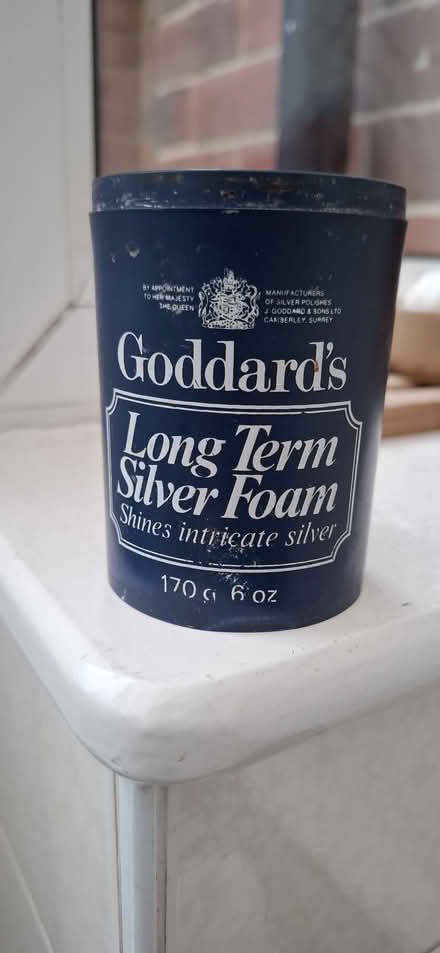 BY APPOINTMENT
TO HER MAJESTY
THE QUEEN
MANUFACTURERS
OF SILVER POLISHES
J. GODDARD & SONS LTD
CAMBERLEY, SURREY
Goddard's
Long Term
Silver Foam
Shines intricate silver
170 g 6 oz